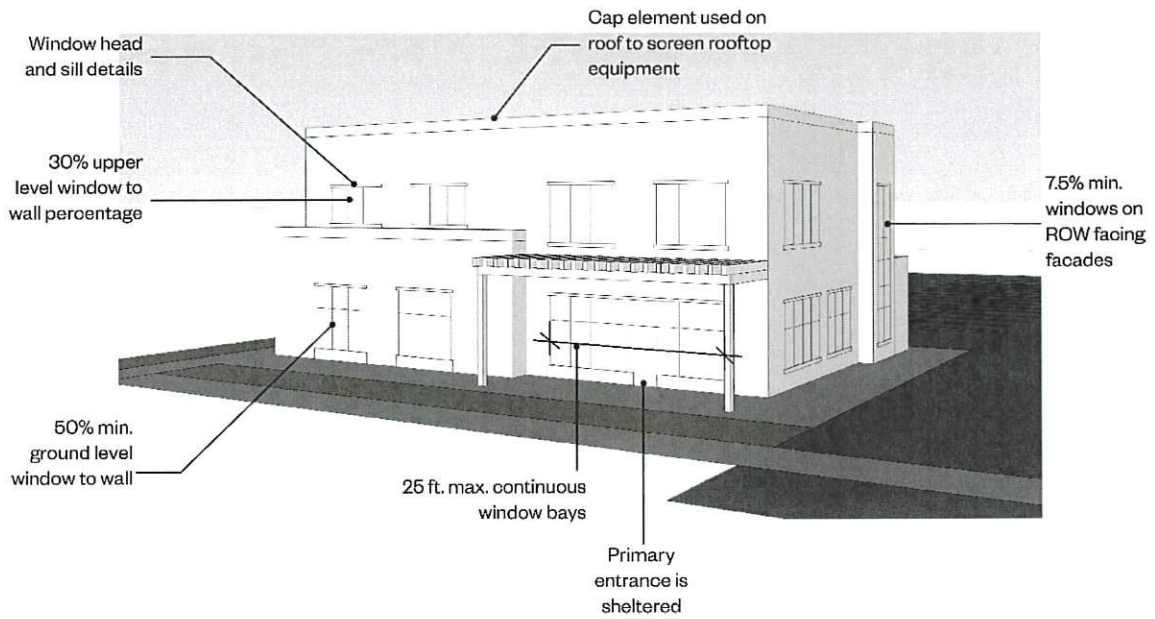 Cap element used on
roof to screen rooftop
equipment
Window head
and sill details
30% upper
level window to
wall percentage
7.5% min.
windows on
ROW facing
facades
50% min.
ground level
window to wall
25 ft. max. continuous
window bays
Primary
entrance is
sheltered